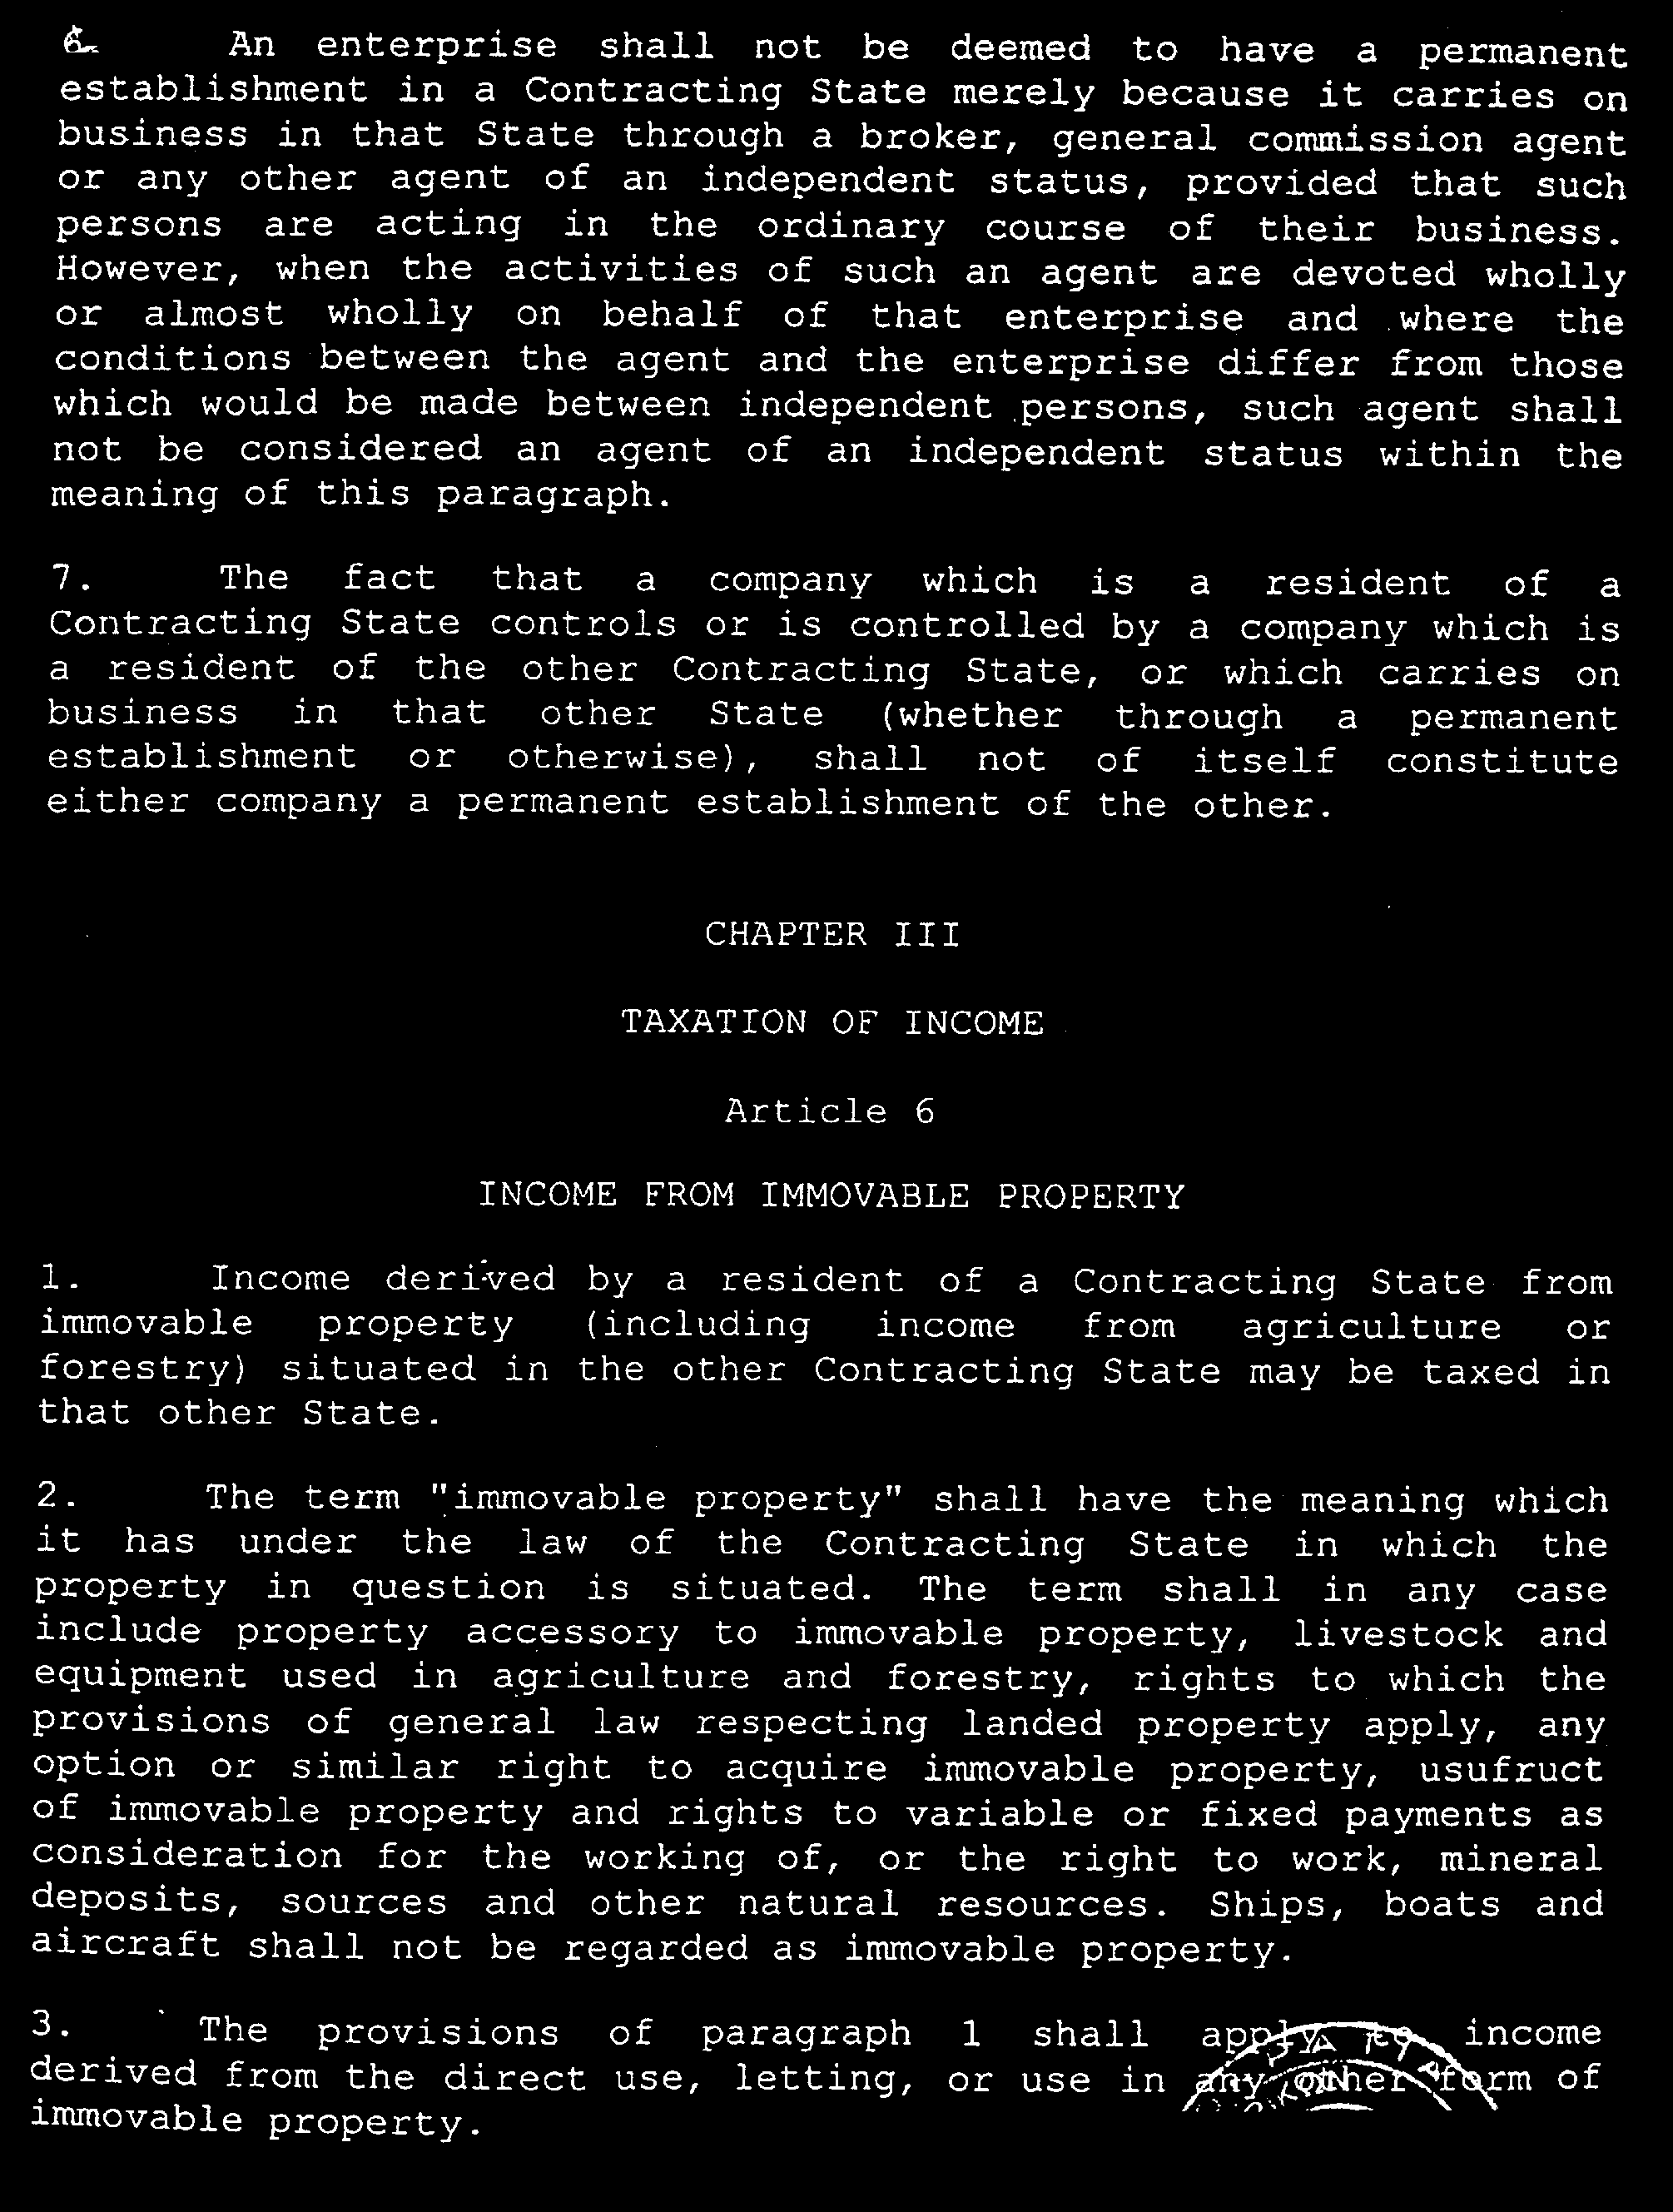 6. An enterprise shall not be deemed to have a permanent
establishment in a Contracting State merely because it carries on
business in that State through a broker, general commission agent
or any other agent of an independent status, provided that such
persons are acting in the ordinary course of their business.
However, when the activities of such an agent are devoted wholly
or almost wholly on behalf of that enterprise and where the
conditions between the agent and the enterprise differ from those
which would be made between independent persons, such agent shall
not be considered an agent of an independent status within the
meaning of this paragraph.
7. The fact that a company which is a resident of a
Contracting State controls or is controlled by a company which is
a resident of the other Contracting State, or which carries on
business in that other State (whether through a permanent
establishment or otherwise), shall not of itself constitute
either company a permanent establishment of the other.
CHAPTER III
TAXATION OF INCOME
Article 6
INCOME FROM IMMOVABLE PROPERTY
1. Income derived by a resident of a Contracting State from
immovable property (including income from agriculture or
forestry) situated in the other Contracting State may be taxed in
that other State.
2. The term "immovable property" shall have the meaning which
it has under the law of the Contracting State in which the
property in question is situated. The term shall in any case
include property accessory to immovable property, livestock and
equipment used in agriculture and forestry, rights to which the
provisions of general law respecting landed property apply, any
option or similar right to acquire immovable property, usufruct
of immovable property and rights to variable or fixed payments as
consideration for the working of, or the right to work, mineral
deposits, sources and other natural resources. Ships, boats and
aircraft shall not be regarded as immovable property.
3. The provisions of paragraph 1 shall apply to income
derived from the direct use, letting, or use in any other form of
immovable property.